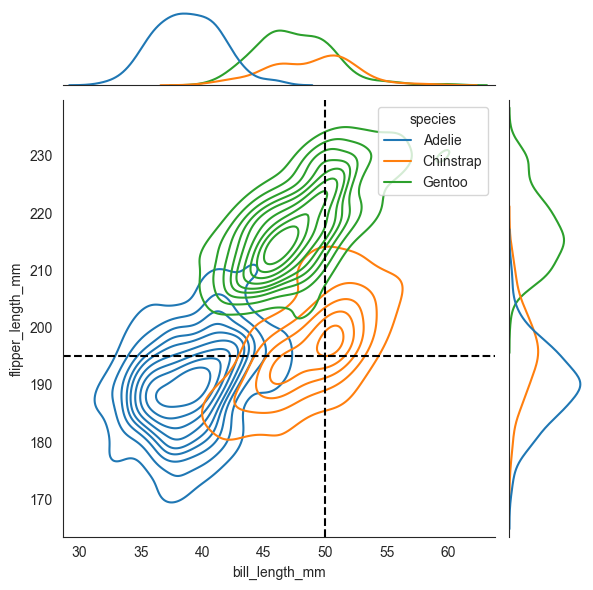 species
Adelie
Chinstrap
Gentoo
230
220
210
200
190
180
170
flipper_length_mm
30 35 40 45 50 55 60
bill_length_mm